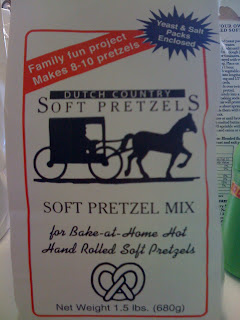 Family fun project
Makes 8-10 pretzels
Yeast & Salt
Packs
Enclosed
DUTCH COUNTRY
SOFT PRETZELS
SOFT PRETZEL MIX
for Bake-at-Home Hot
Hand Rolled Soft Pretzels
Net Weight 1.5 lbs. (680g)